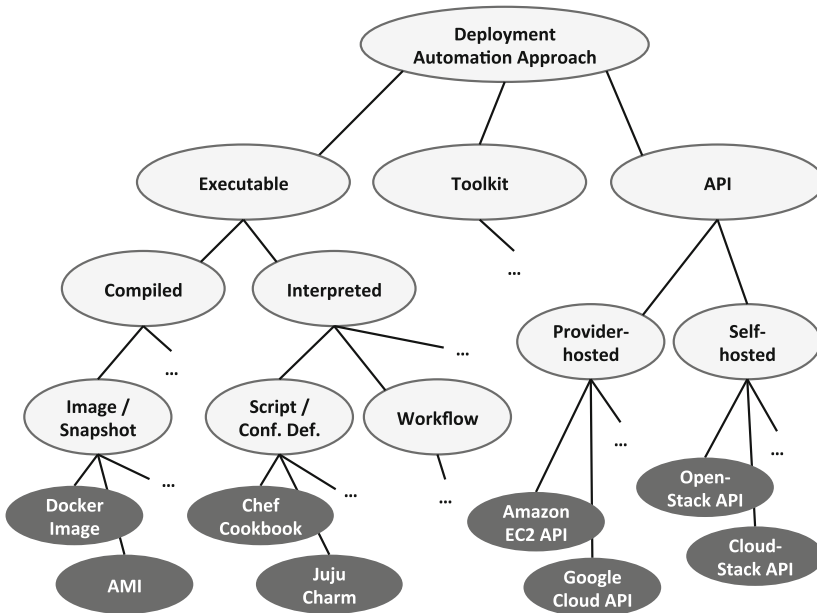 Deployment
Automation Approach
Executable
Toolkit
API
...
Compiled
Interpreted
Provider-
hosted
Self-
hosted
...
...
Image /
Snapshot
Script /
Conf. Def.
Workflow
...
...
...
...
...
Docker
Image
Chef
Cookbook
Amazon
EC2 API
Open-
Stack API
AMI
Juju
Charm
Google
Cloud API
Cloud-
Stack API